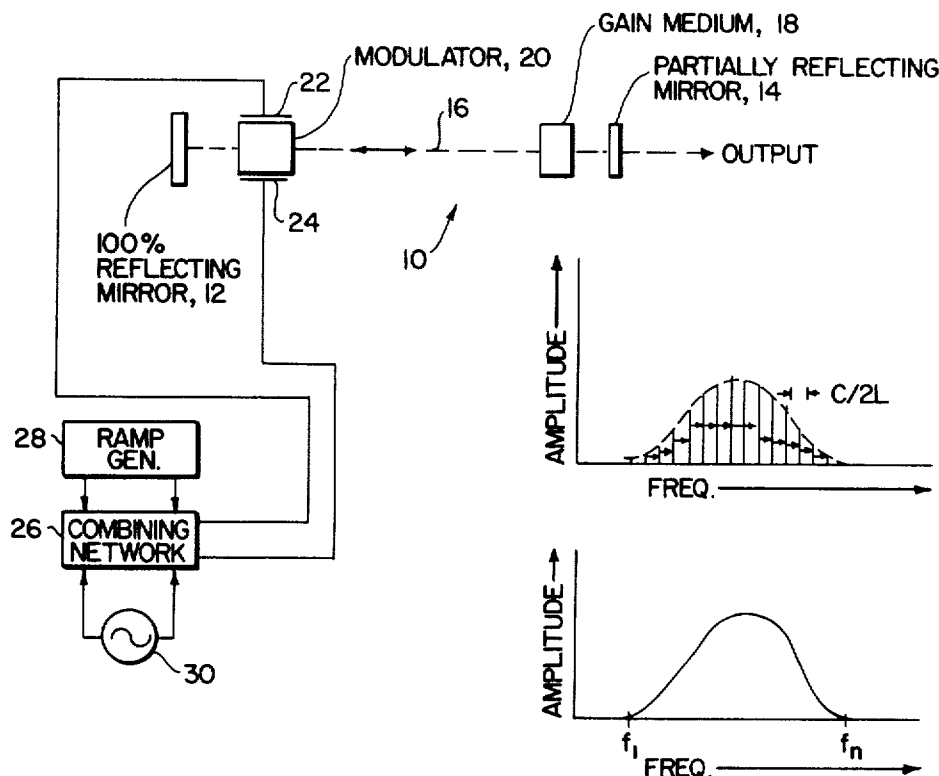 GAIN MEDIUM, 18
MODULATOR, 20
PARTIALLY REFLECTING
MIRROR, 14
22
16
OUTPUT
24
100%
REFLECTING
MIRROR, 12
10
AMPLITUDE
C/2L
FREQ.
28
RAMP
GEN.
26
COMBINING
NETWORK
30
AMPLITUDE
f1
fn
FREQ.